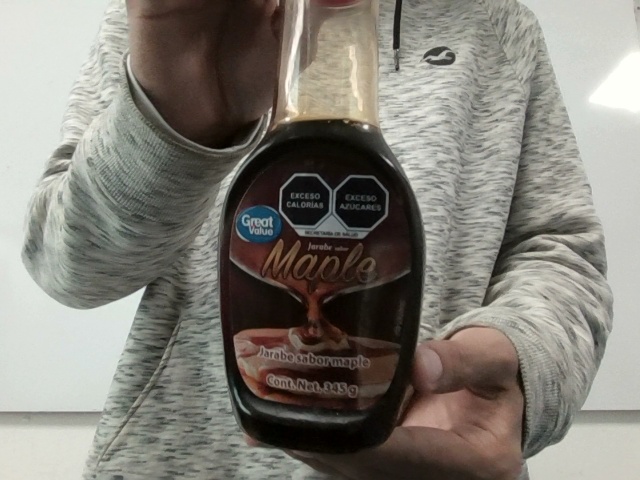 EXCESO
CALORÍAS
EXCESO
AZÚCARES
SECRETARÍA DE SALUD
Great
Value
Jarabe sabor
Maple
Jarabe sabor maple
Cont. Net. 345 g